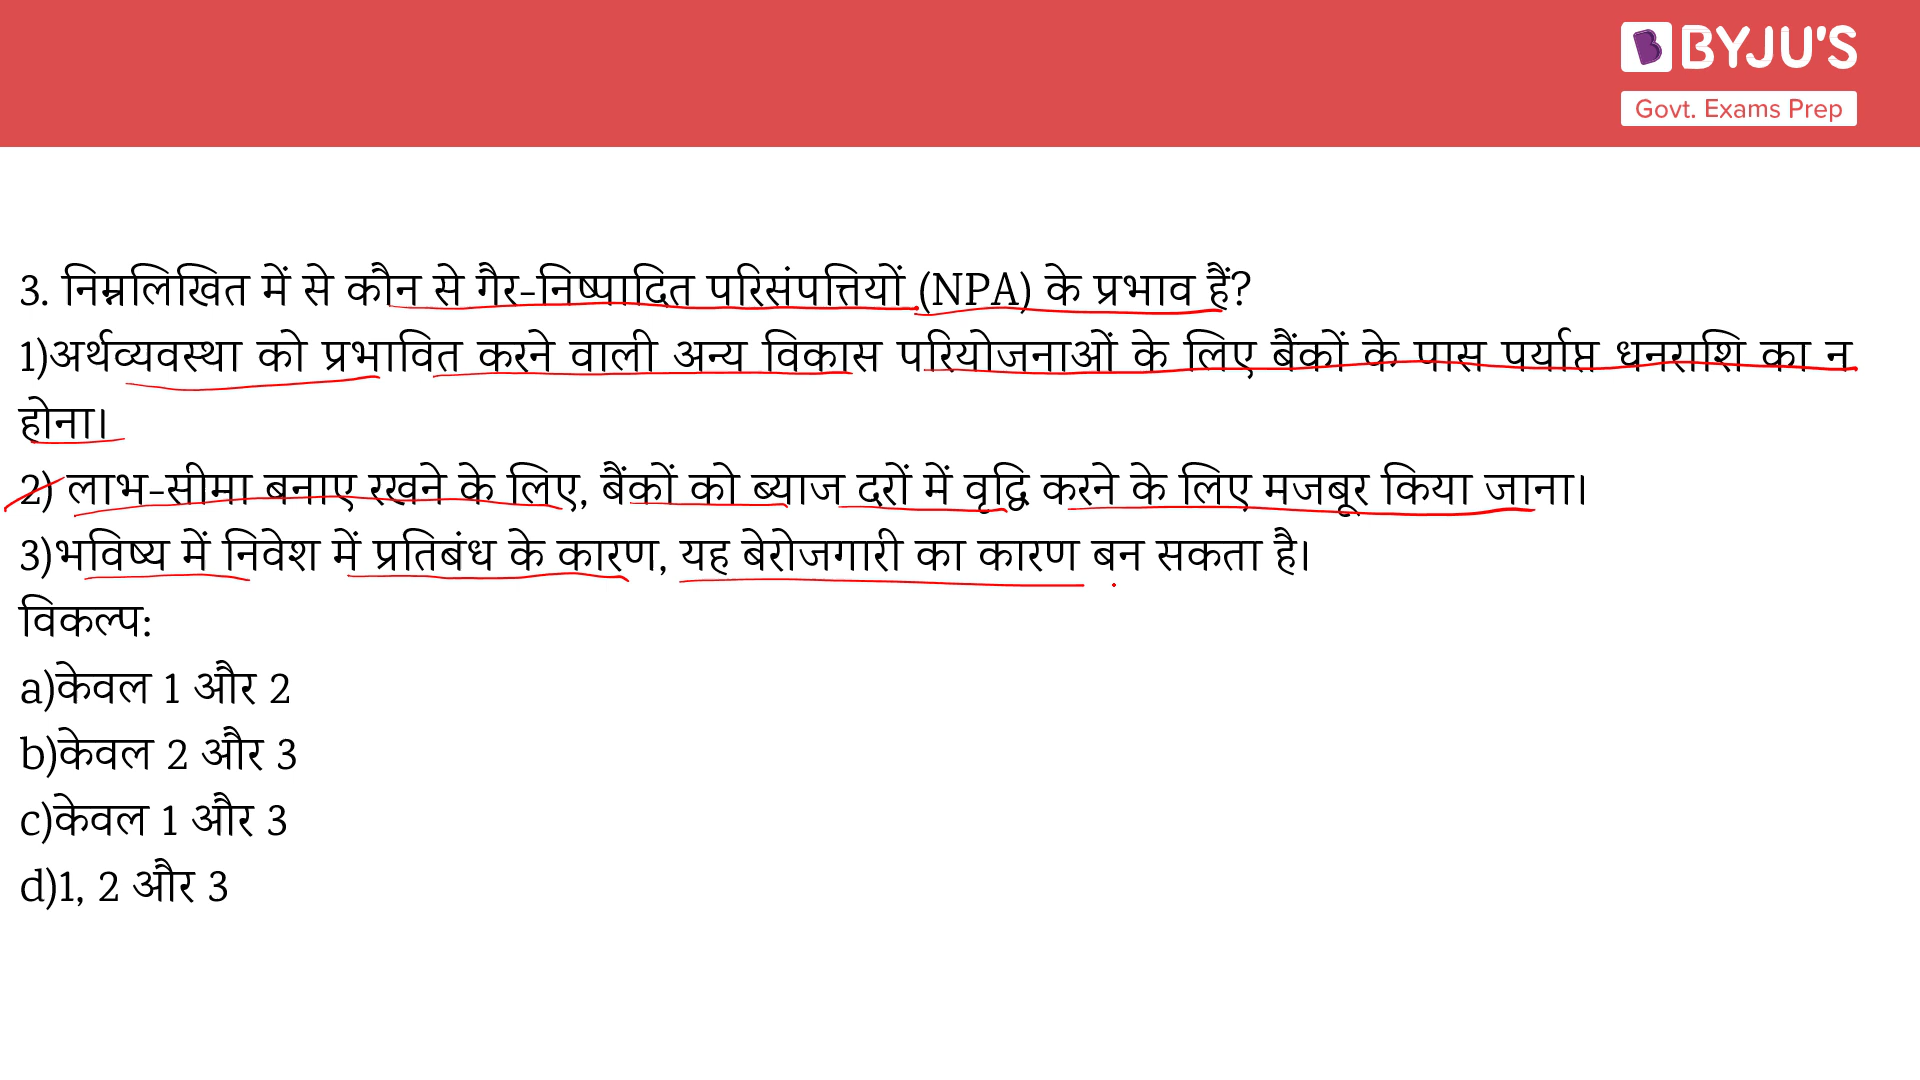 BYJU'S
Govt. Exams Prep
3. निम्नलिखित में से कौन से गैर-निष्पादित परिसंपत्तियों (NPA) के प्रभाव हैं?
1)अर्थव्यवस्था को प्रभावित करने वाली अन्य विकास परियोजनाओं के लिए बैंकों के पास पर्याप्त धनराशि का न
होना।
2) लाभ-सीमा बनाए रखने के लिए, बैंकों को ब्याज दरों में वृद्धि करने के लिए मजबूर किया जाना।
3)भविष्य में निवेश में प्रतिबंध के कारण, यह बेरोजगारी का कारण बन सकता है।
विकल्प:
a)केवल 1 और 2
b)केवल 2 और 3
c)केवल 1 और 3
d)1, 2 और 3